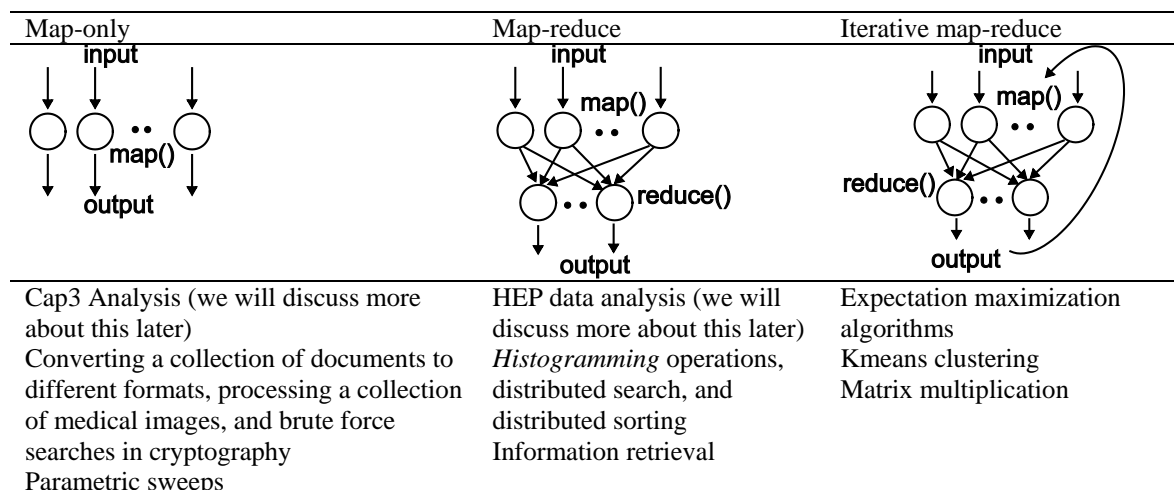 Map-only
Map-reduce
Iterative map-reduce
input
map()
output
input
map()
reduce()
output
input
map()
reduce()
output
Cap3 Analysis (we will discuss more
about this later)
Converting a collection of documents to
different formats, processing a collection
of medical images, and brute force
searches in cryptography
Parametric sweeps
HEP data analysis (we will
discuss more about this later)
Histogramming operations,
distributed search, and
distributed sorting
Information retrieval
Expectation maximization
algorithms
Kmeans clustering
Matrix multiplication